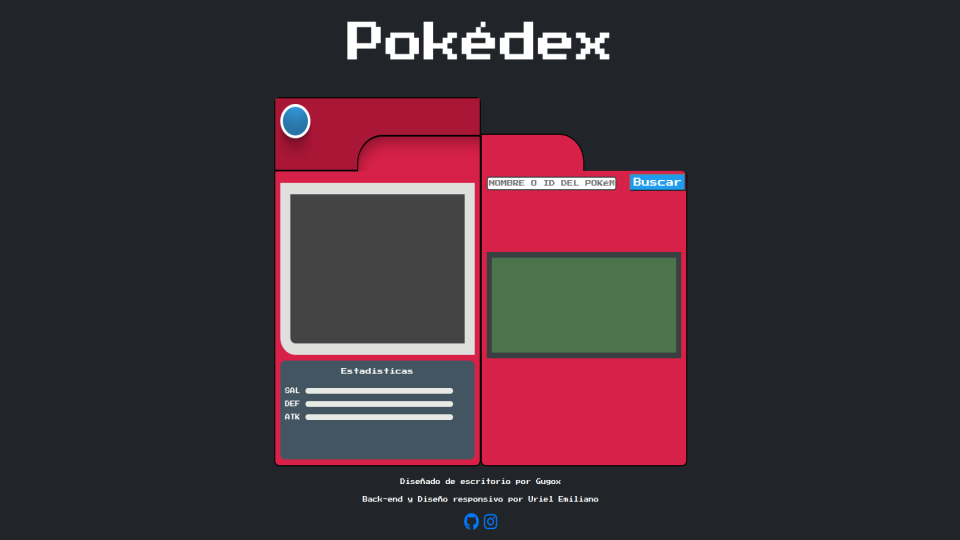 Pokédex
NOMBRE O ID DEL POKéM
Buscar
Estadisticas
SAL
DEF
ATK
Diseñado de escritorio por Gugox
Back-end y Diseño responsivo por Uriel Emiliano